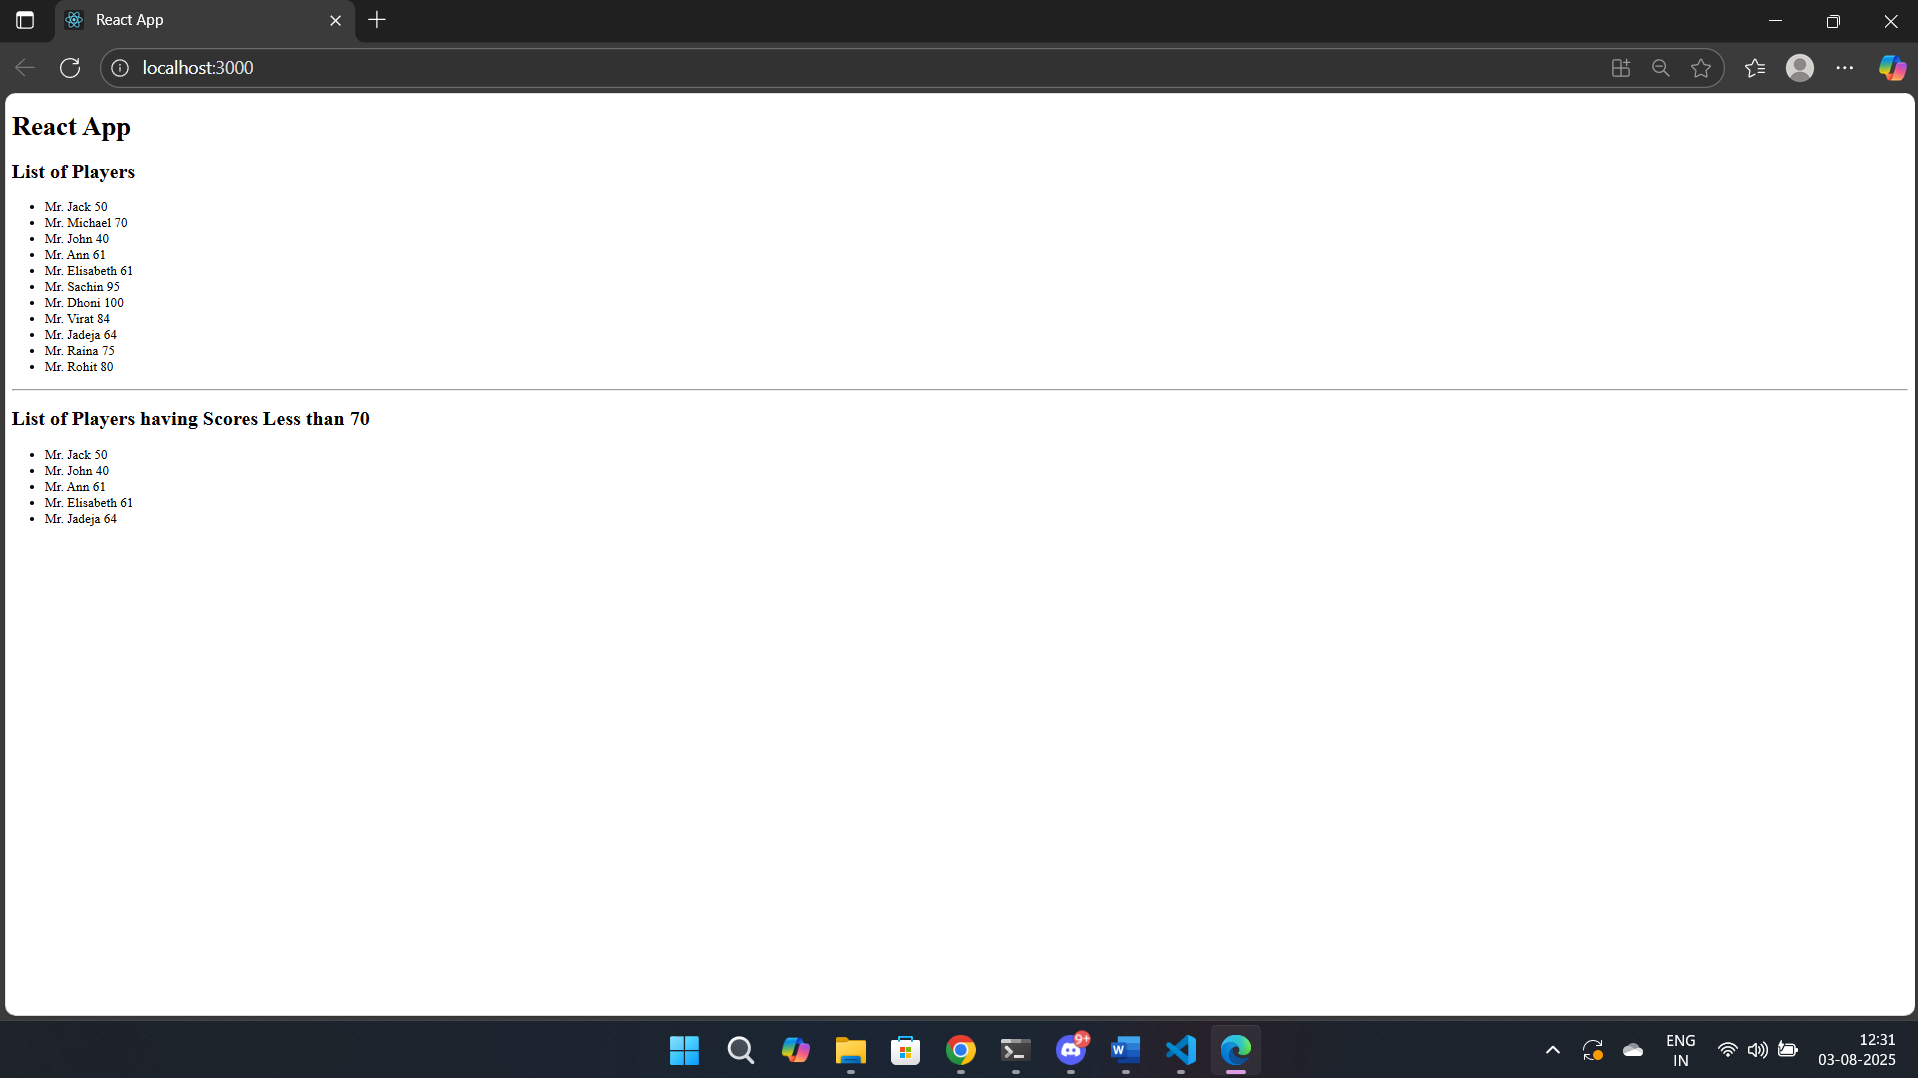 React App
localhost:3000
React App
List of Players
Mr. Jack 50
Mr. Michael 70
Mr. John 40
Mr. Ann 61
Mr. Elisabeth 61
Mr. Sachin 95
Mr. Dhoni 100
Mr. Virat 84
Mr. Jadeja 64
Mr. Raina 75
Mr. Rohit 80
List of Players having Scores Less than 70
Mr. Jack 50
Mr. John 40
Mr. Ann 61
Mr. Elisabeth 61
Mr. Jadeja 64
9+
W
ENG
IN
12:31
03-08-2025